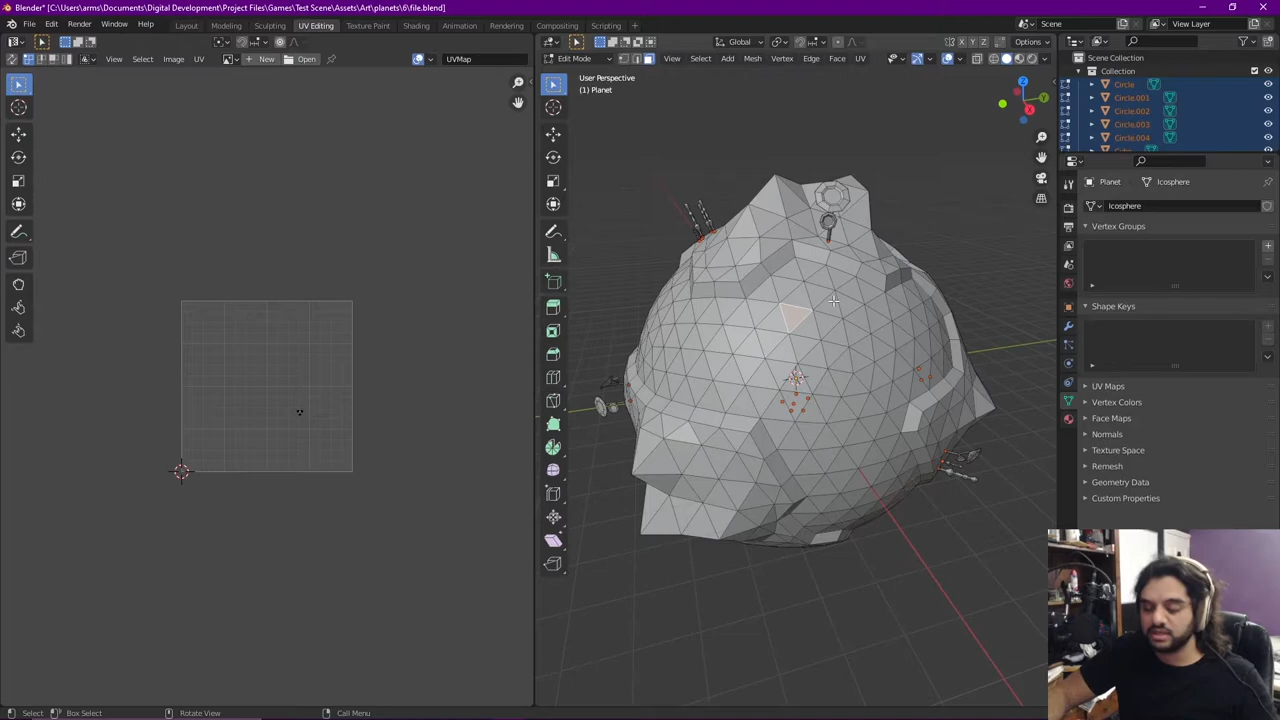 Blender* [C:\Users\arms\Documents\Digital Development\Project Files\Games\Test Scene\Assets\Art\planets\6\file.blend]
File Edit Render Window Help Layout Modeling Sculpting UV Editing Texture Paint Shading Animation Rendering Compositing Scripting Scene View Layer
Global Options
View Select Image UV New Open UVMap
Edit Mode View Select Add Mesh Vertex Edge Face UV
User Perspective
(1) Planet
X Y Z
Z Y X
Scene Collection
Collection
Circle
Circle.001
Circle.002
Circle.003
Circle.004
Planet Icosphere
Icosphere
Vertex Groups
Shape Keys
UV Maps
Vertex Colors
Face Maps
Normals
Texture Space
Remesh
Geometry Data
Custom Properties
Select Box Select Rotate View Call Menu